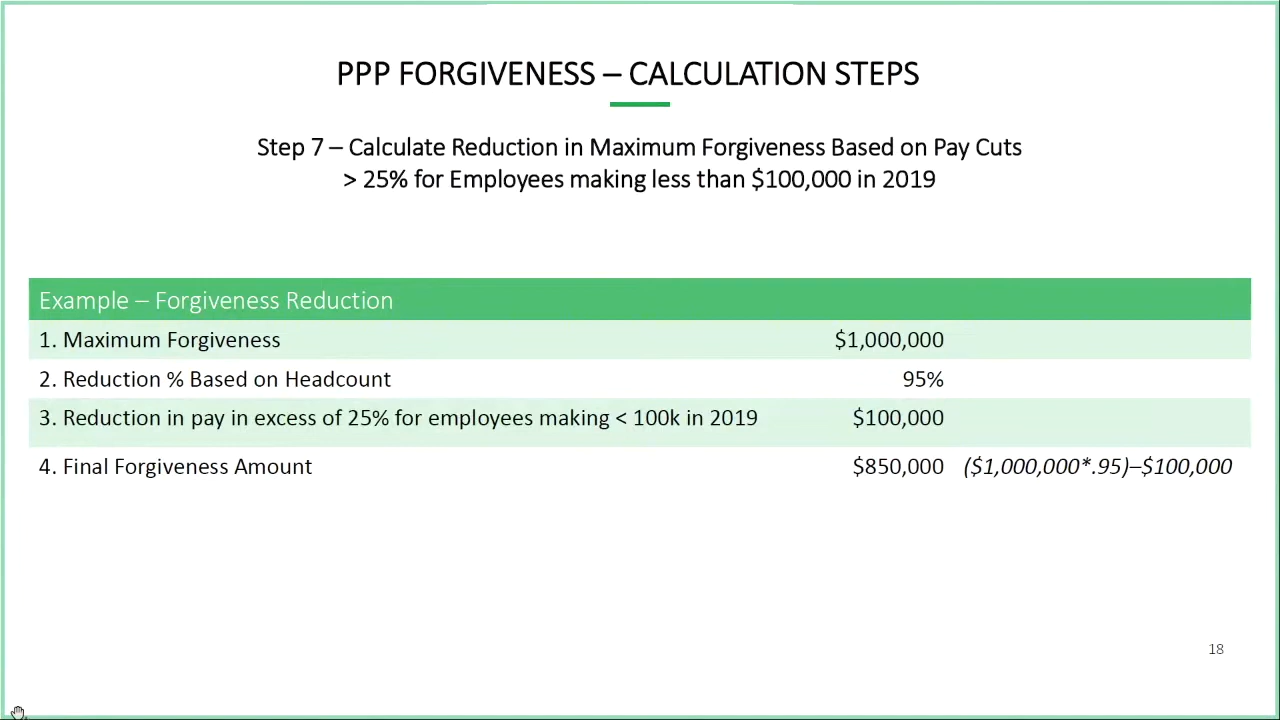 PPP FORGIVENESS – CALCULATION STEPS
Step 7 – Calculate Reduction in Maximum Forgiveness Based on Pay Cuts
> 25% for Employees making less than $100,000 in 2019
Example – Forgiveness Reduction
1. Maximum Forgiveness $1,000,000
2. Reduction % Based on Headcount 95%
3. Reduction in pay in excess of 25% for employees making < 100k in 2019 $100,000
4. Final Forgiveness Amount $850,000 ($1,000,000*.95)–$100,000
18